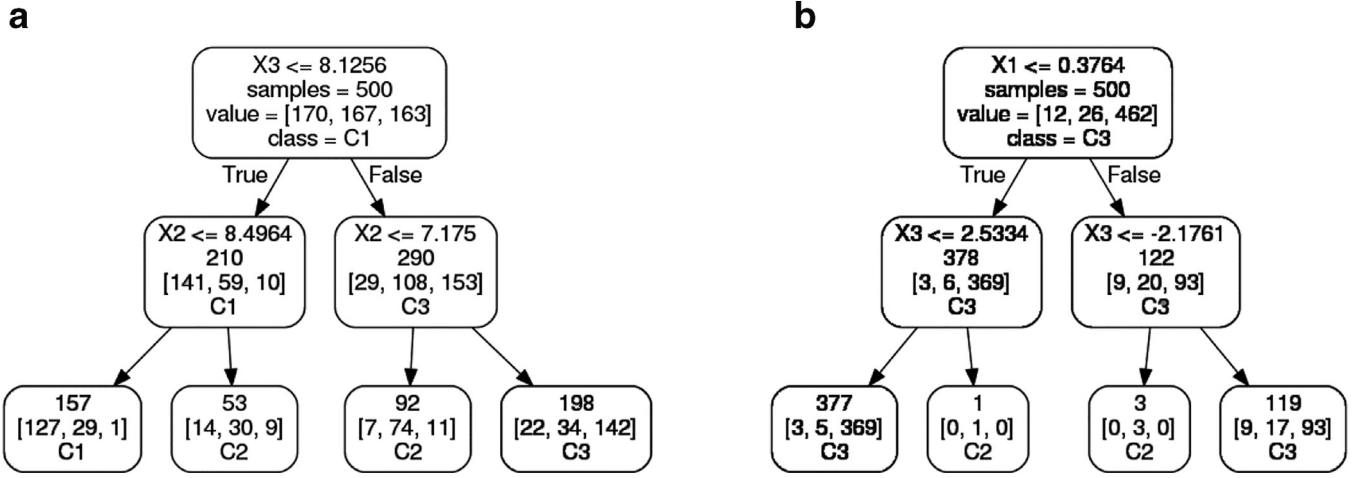 a
X3 <= 8.1256
samples = 500
value = [170, 167, 163]
class = C1
True
False
X2 <= 8.4964
210
[141, 59, 10]
C1
X2 <= 7.175
290
[29, 108, 153]
C3
157
[127, 29, 1]
C1
53
[14, 30, 9]
C2
92
[7, 74, 11]
C2
198
[22, 34, 142]
C3
b
X1 <= 0.3764
samples = 500
value = [12, 26, 462]
class = C3
True
False
X3 <= 2.5334
378
[3, 6, 369]
C3
X3 <= -2.1761
122
[9, 20, 93]
C3
377
[3, 5, 369]
C3
1
[0, 1, 0]
C2
3
[0, 3, 0]
C2
119
[9, 17, 93]
C3